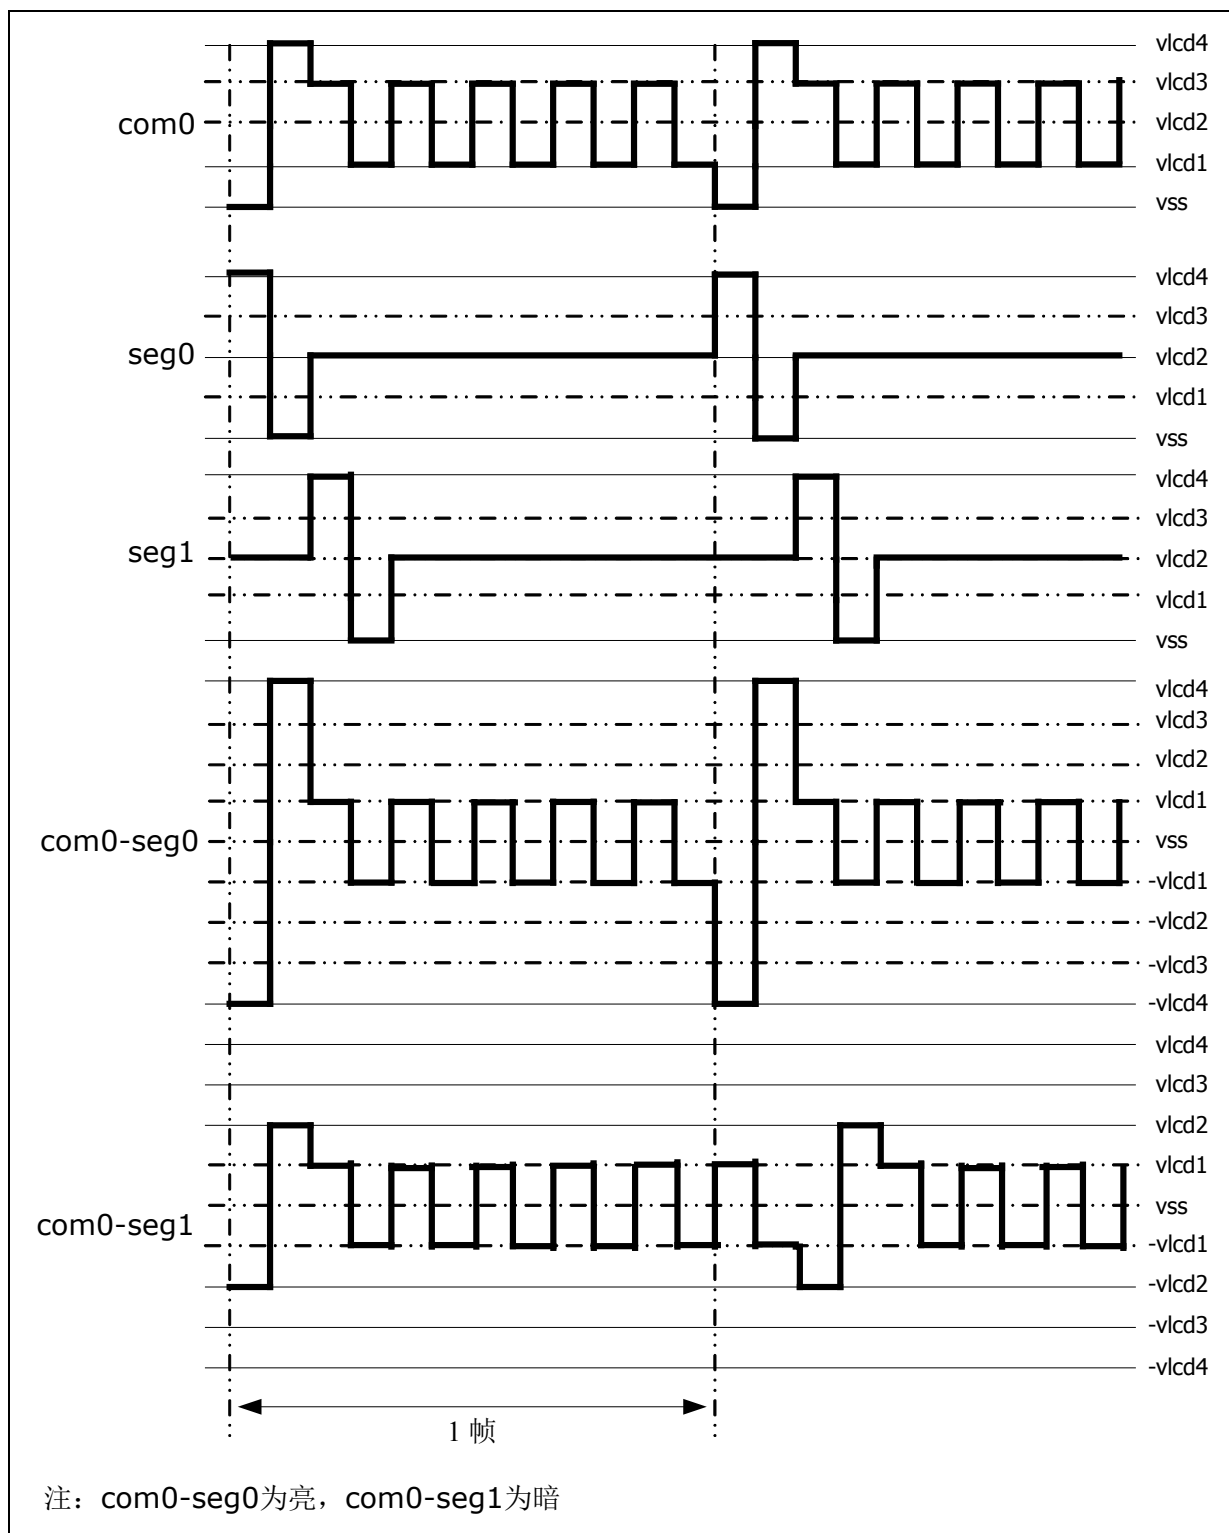 vlcd4
vlcd3
com0
vlcd2
vlcd1
vss
vlcd4
vlcd3
seg0
vlcd2
vlcd1
vss
vlcd4
vlcd3
seg1
vlcd2
vlcd1
vss
vlcd4
vlcd3
vlcd2
vlcd1
com0-seg0
vss
-vlcd1
-vlcd2
-vlcd3
-vlcd4
vlcd4
vlcd3
vlcd2
vlcd1
vss
com0-seg1
-vlcd1
-vlcd2
-vlcd3
-vlcd4
1 帧
注：com0-seg0为亮，com0-seg1为暗